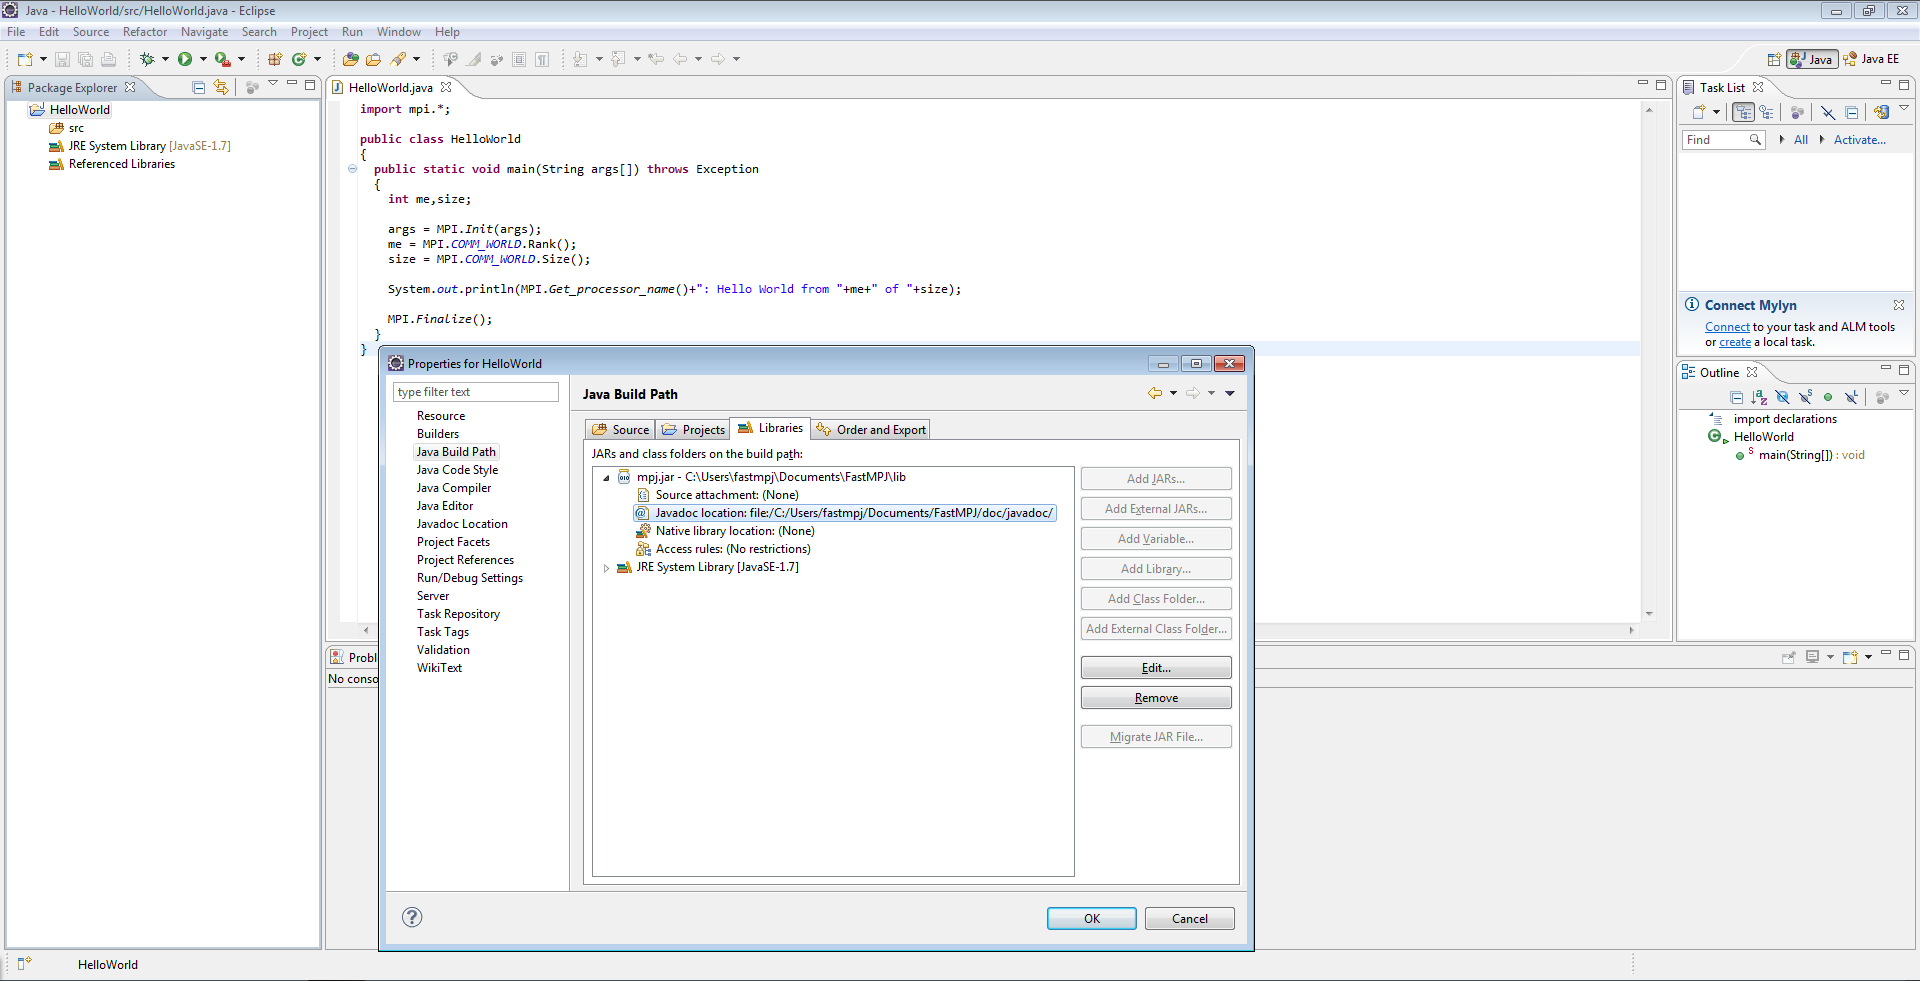 Java - HelloWorld/src/HelloWorld.java - Eclipse
File Edit Source Refactor Navigate Search Project Run Window Help
Java Java EE
Package Explorer
HelloWorld
src
JRE System Library [JavaSE-1.7]
Referenced Libraries
HelloWorld.java
import mpi.*;
public class HelloWorld
{
public static void main(String args[]) throws Exception
{
int me,size;
args = MPI.Init(args);
me = MPI.COMM_WORLD.Rank();
size = MPI.COMM_WORLD.Size();
System.out.println(MPI.Get_processor_name()+": Hello World from "+me+" of "+size);
MPI.Finalize();
}
}
Task List
Find All Activate...
Connect Mylyn
Connect to your task and ALM tools
or create a local task.
Outline
import declarations
HelloWorld
main(String[]) : void
Probl
No conso
Properties for HelloWorld
type filter text
Resource
Builders
Java Build Path
Java Code Style
Java Compiler
Java Editor
Javadoc Location
Project Facets
Project References
Run/Debug Settings
Server
Task Repository
Task Tags
Validation
WikiText
Java Build Path
Source Projects Libraries Order and Export
JARs and class folders on the build path:
mpj.jar - C:\Users\fastmpj\Documents\FastMPJ\lib
Source attachment: (None)
Javadoc location: file:/C:/Users/fastmpj/Documents/FastMPJ/doc/javadoc/
Native library location: (None)
Access rules: (No restrictions)
JRE System Library [JavaSE-1.7]
Add JARs...
Add External JARs...
Add Variable...
Add Library...
Add Class Folder...
Add External Class Folder...
Edit...
Remove
Migrate JAR File...
OK Cancel
HelloWorld